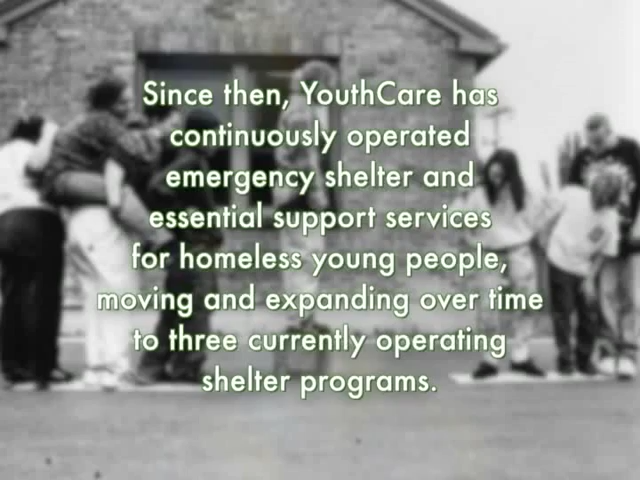 Since then, YouthCare has
continuously operated
emergency shelter and
essential support services
for homeless young people,
moving and expanding over time
to three currently operating
shelter programs.